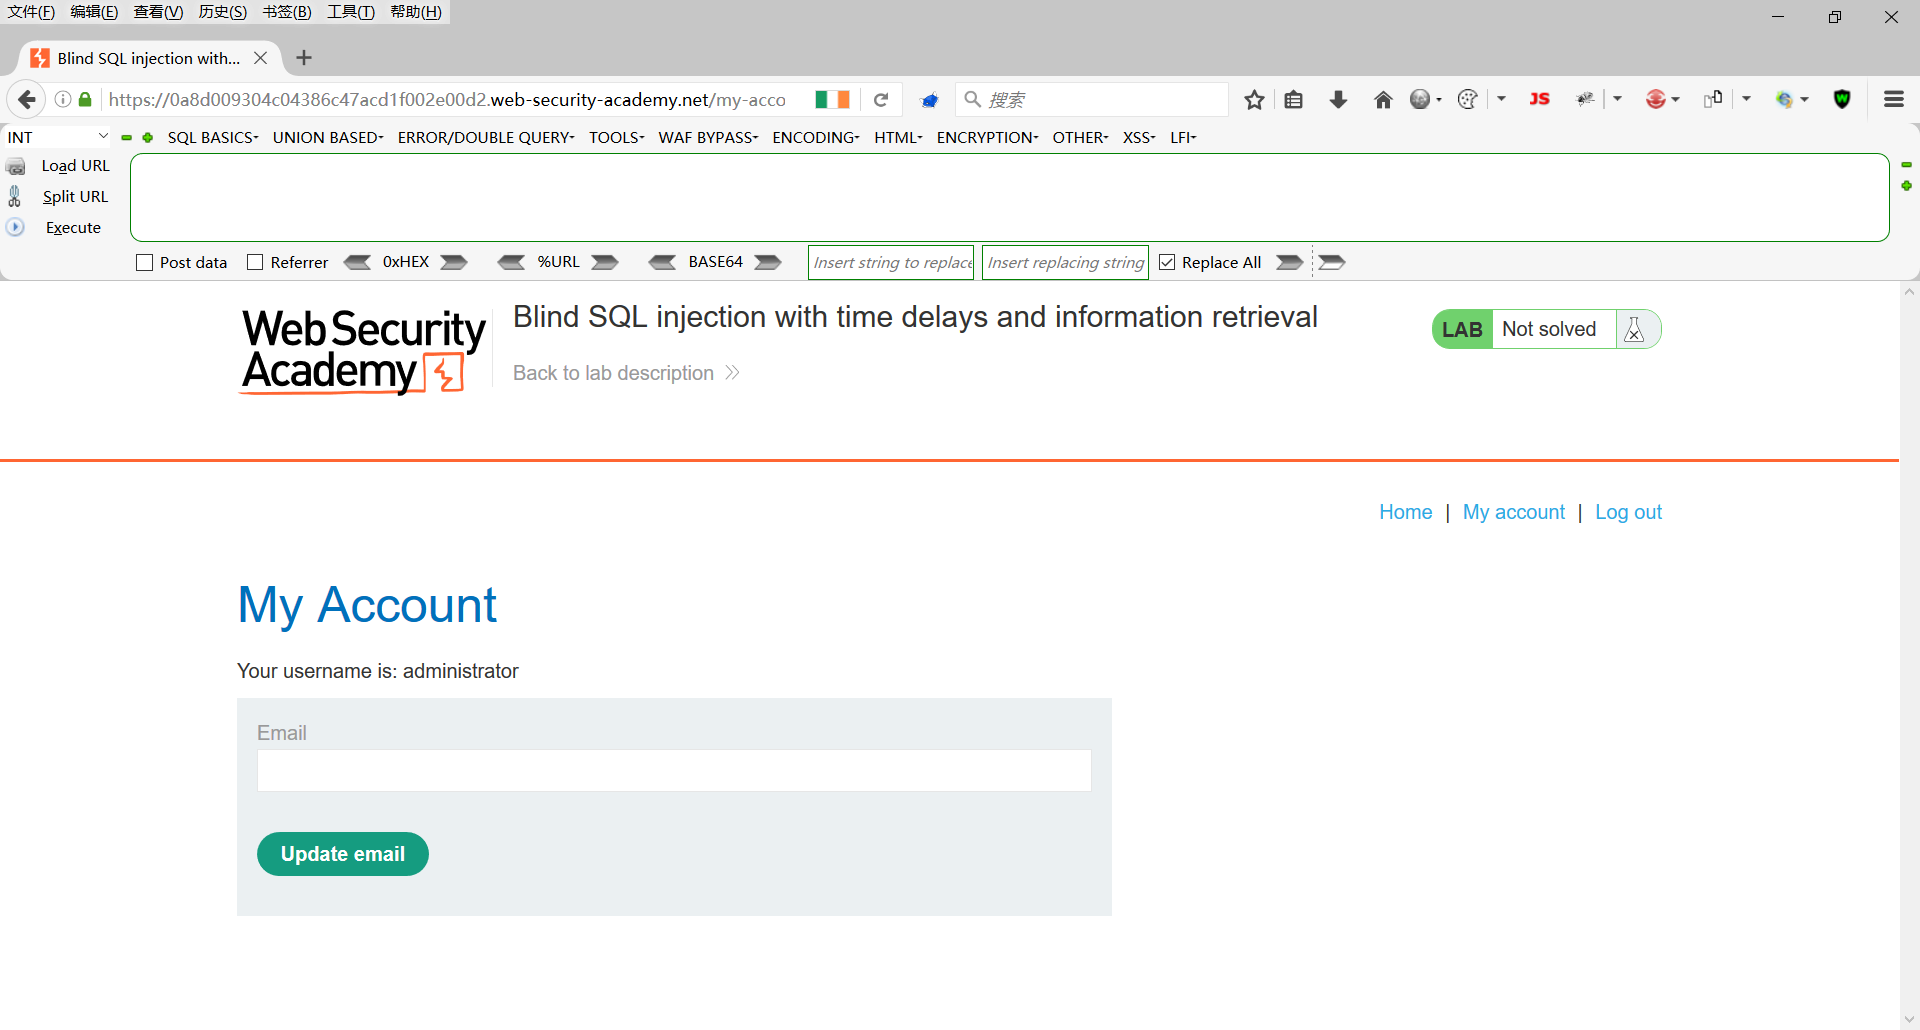 文件(F) 编辑(E) 查看(V) 历史(S) 书签(B) 工具(T) 帮助(H)
Blind SQL injection with...
https://0a8d009304c04386c47acd1f002e00d2.web-security-academy.net/my-acco
搜索
JS
W
INT SQL BASICS UNION BASED ERROR/DOUBLE QUERY TOOLS WAF BYPASS ENCODING HTML ENCRYPTION OTHER XSS LFI
Load URL
Split URL
Execute
Post data Referrer 0xHEX %URL BASE64 Insert string to replace Insert replacing string Replace All
Web Security
Academy
Blind SQL injection with time delays and information retrieval
Back to lab description
LAB Not solved
Home | My account | Log out
My Account
Your username is: administrator
Email
Update email